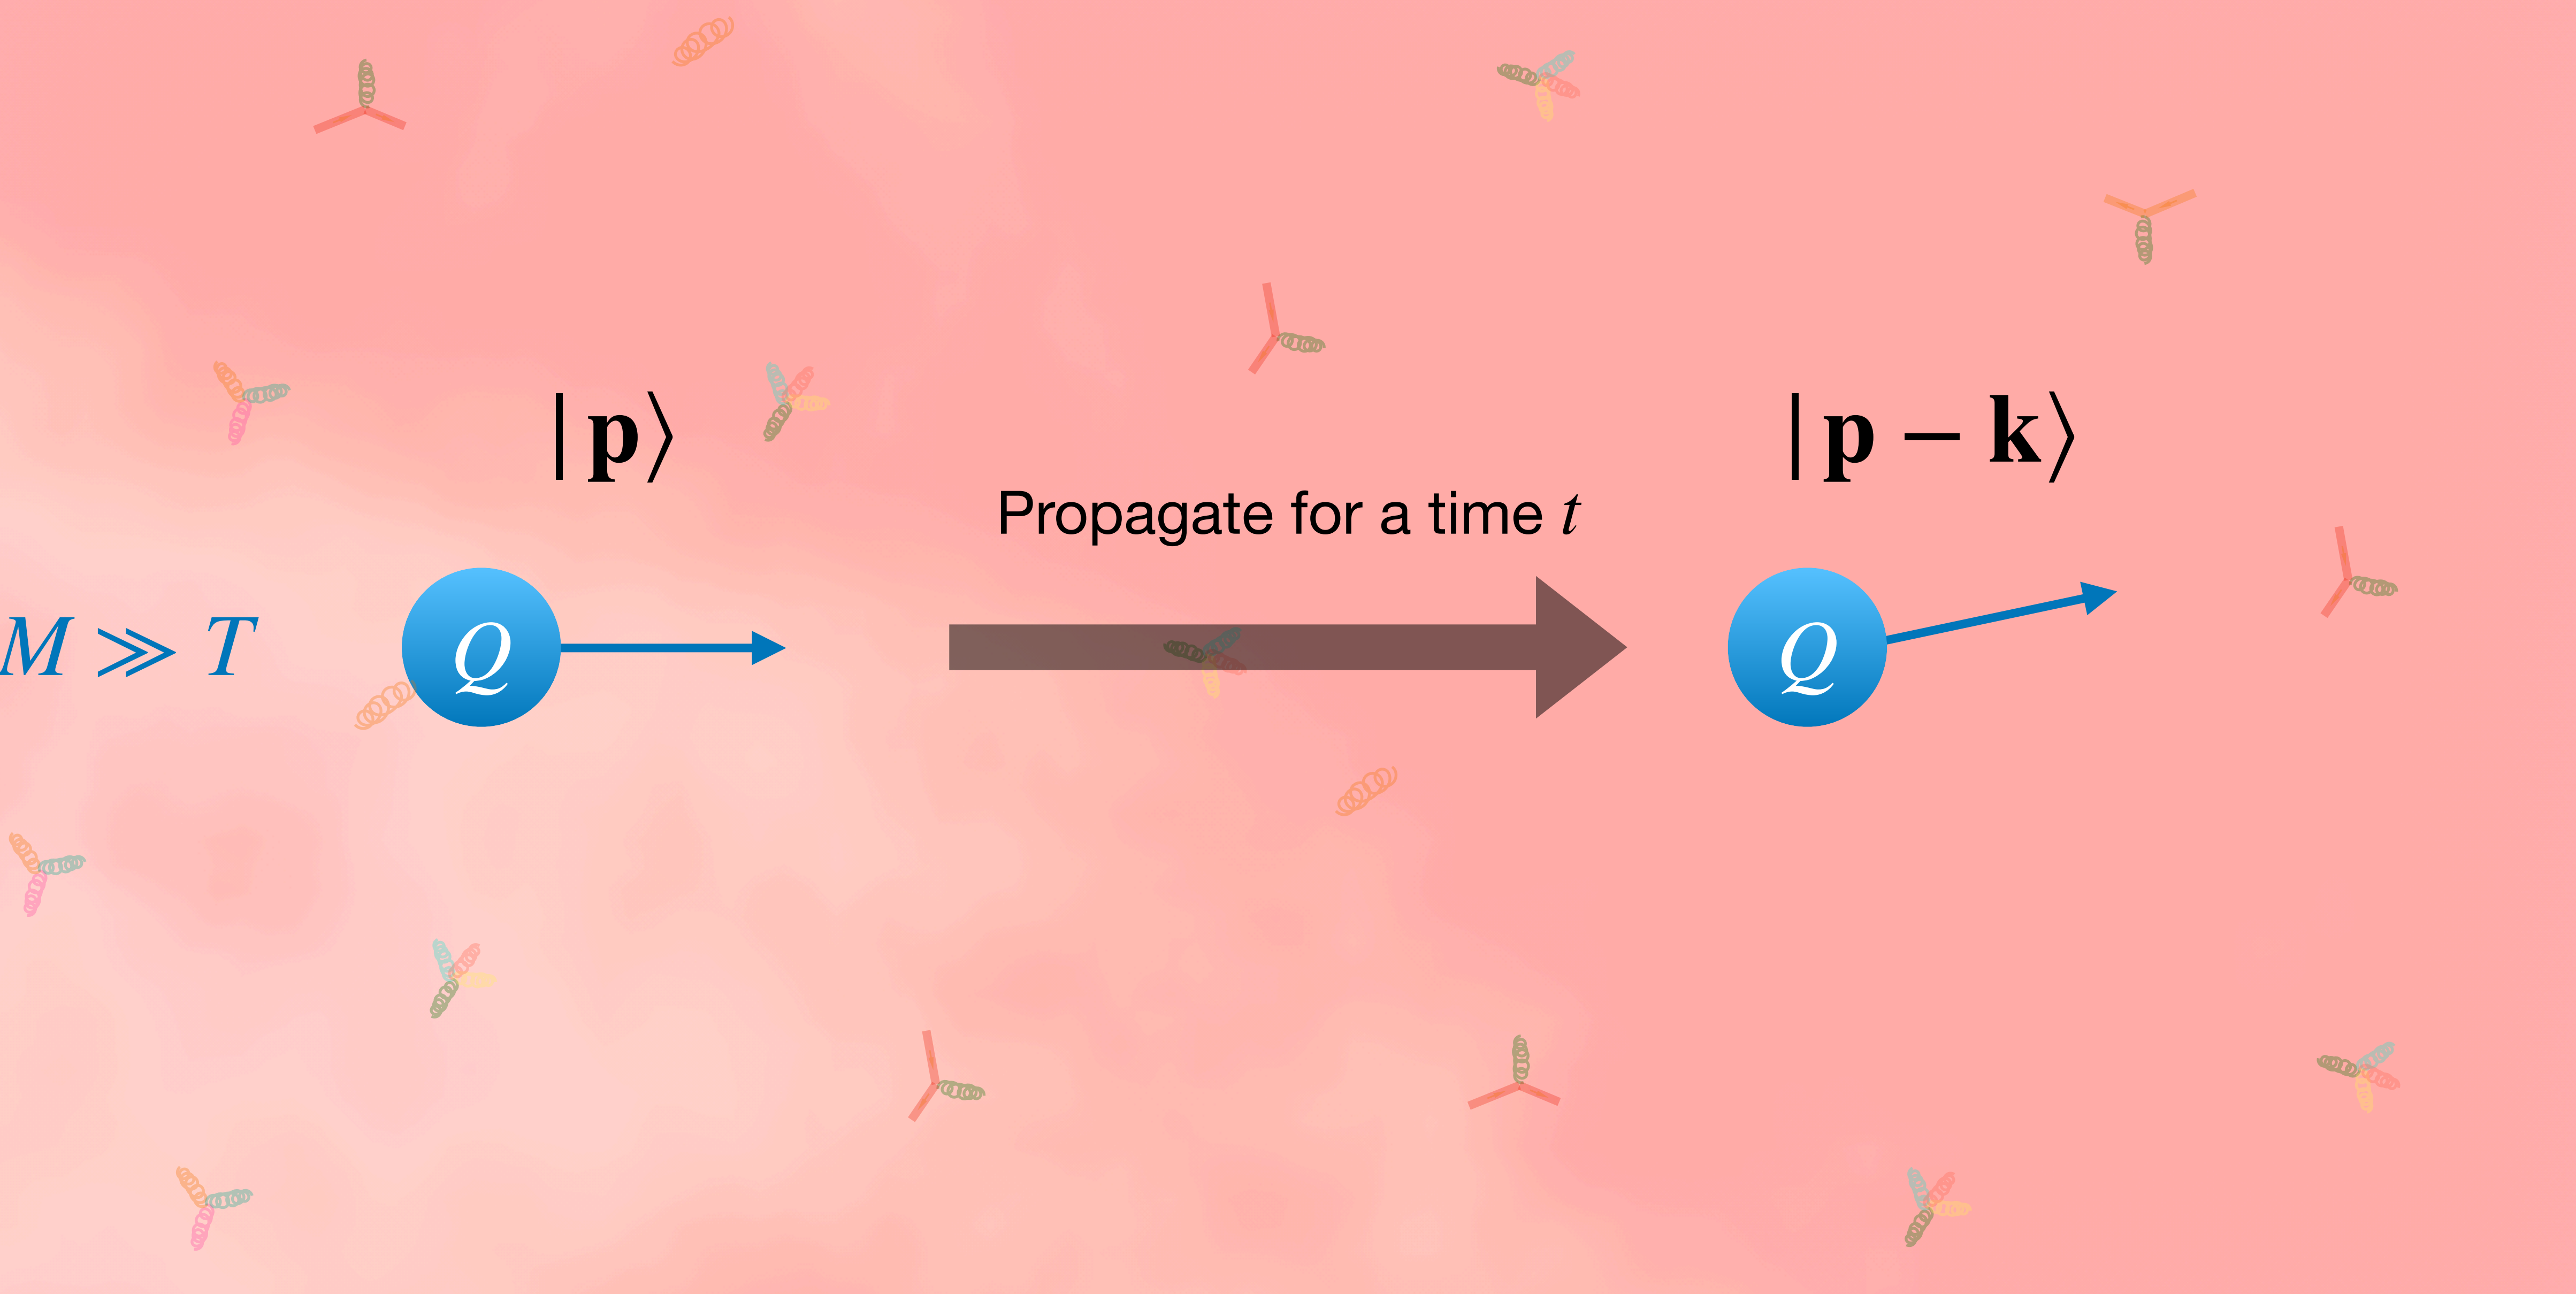 |p⟩
|p − k⟩
Propagate for a time t
M ≫ T
Q
Q